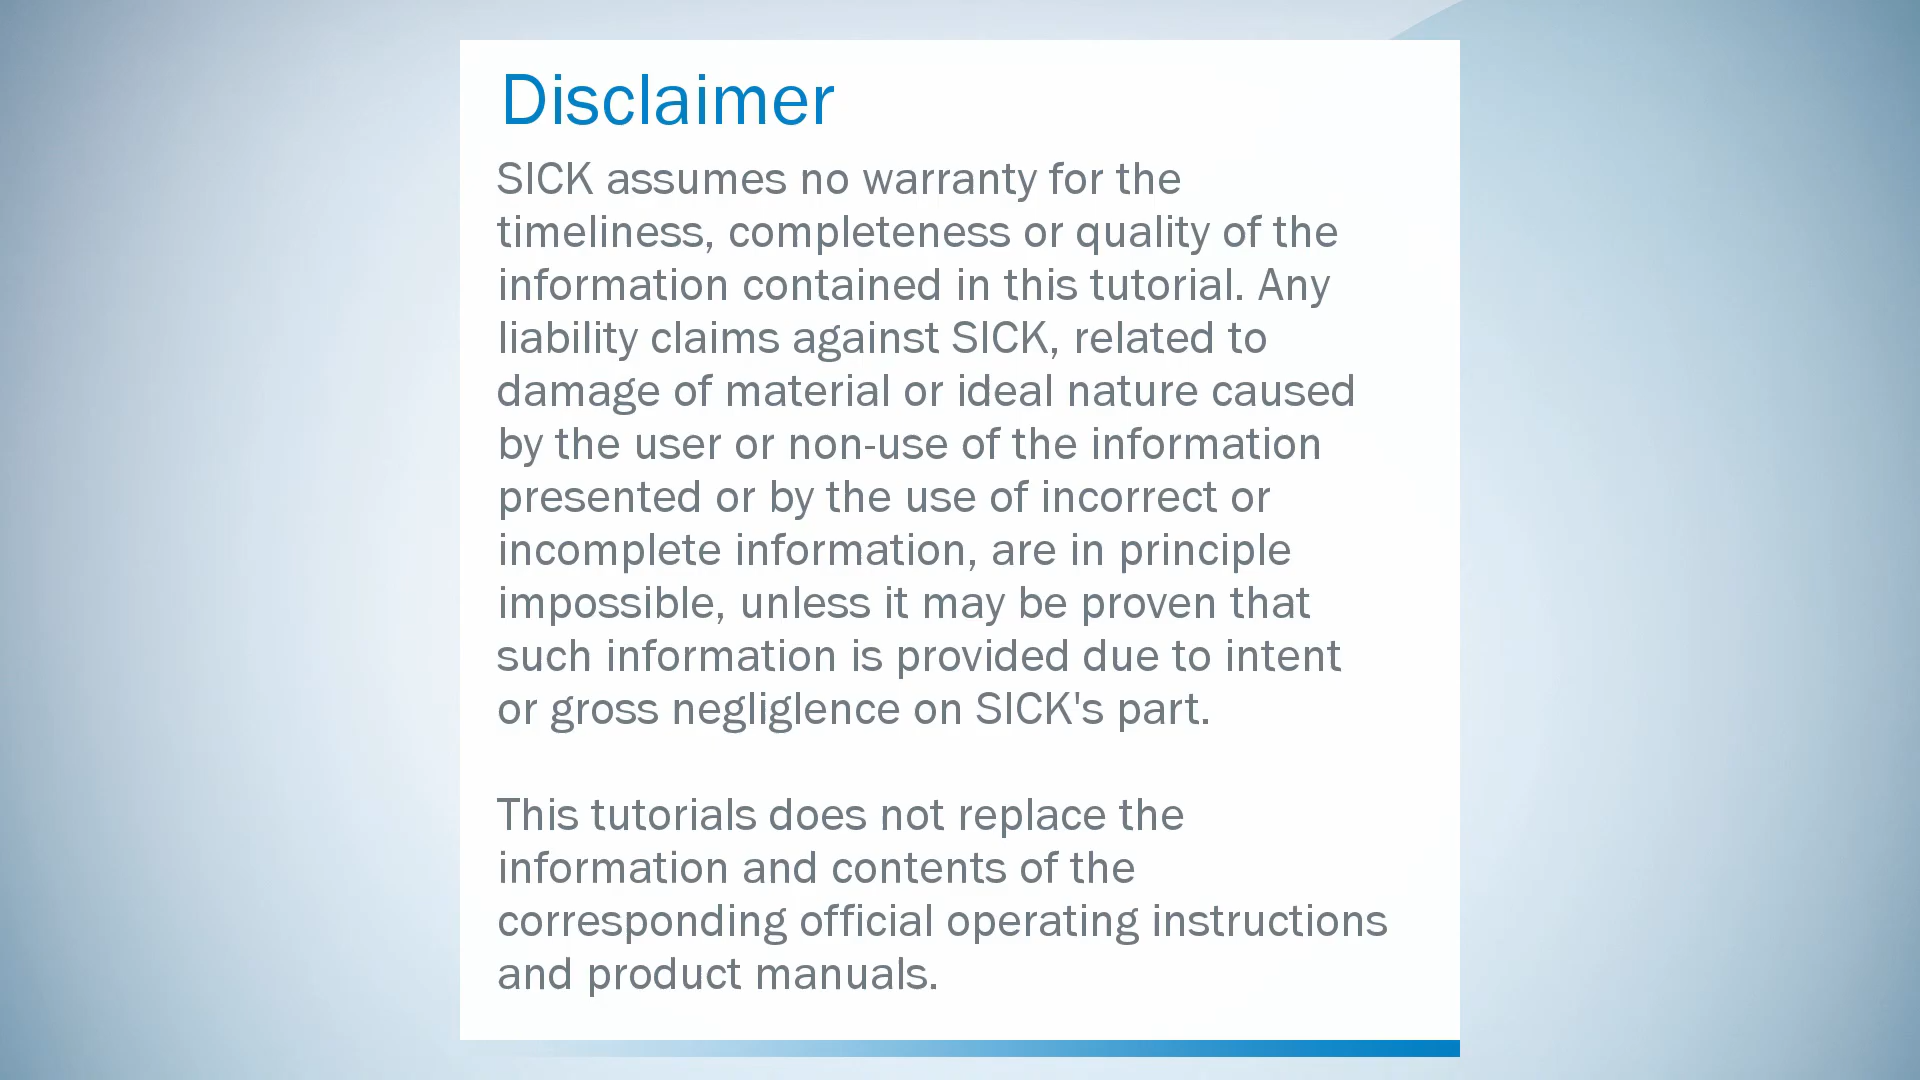 Disclaimer
SICK assumes no warranty for the
timeliness, completeness or quality of the
information contained in this tutorial. Any
liability claims against SICK, related to
damage of material or ideal nature caused
by the user or non-use of the information
presented or by the use of incorrect or
incomplete information, are in principle
impossible, unless it may be proven that
such information is provided due to intent
or gross negliglence on SICK's part.
This tutorials does not replace the
information and contents of the
corresponding official operating instructions
and product manuals.